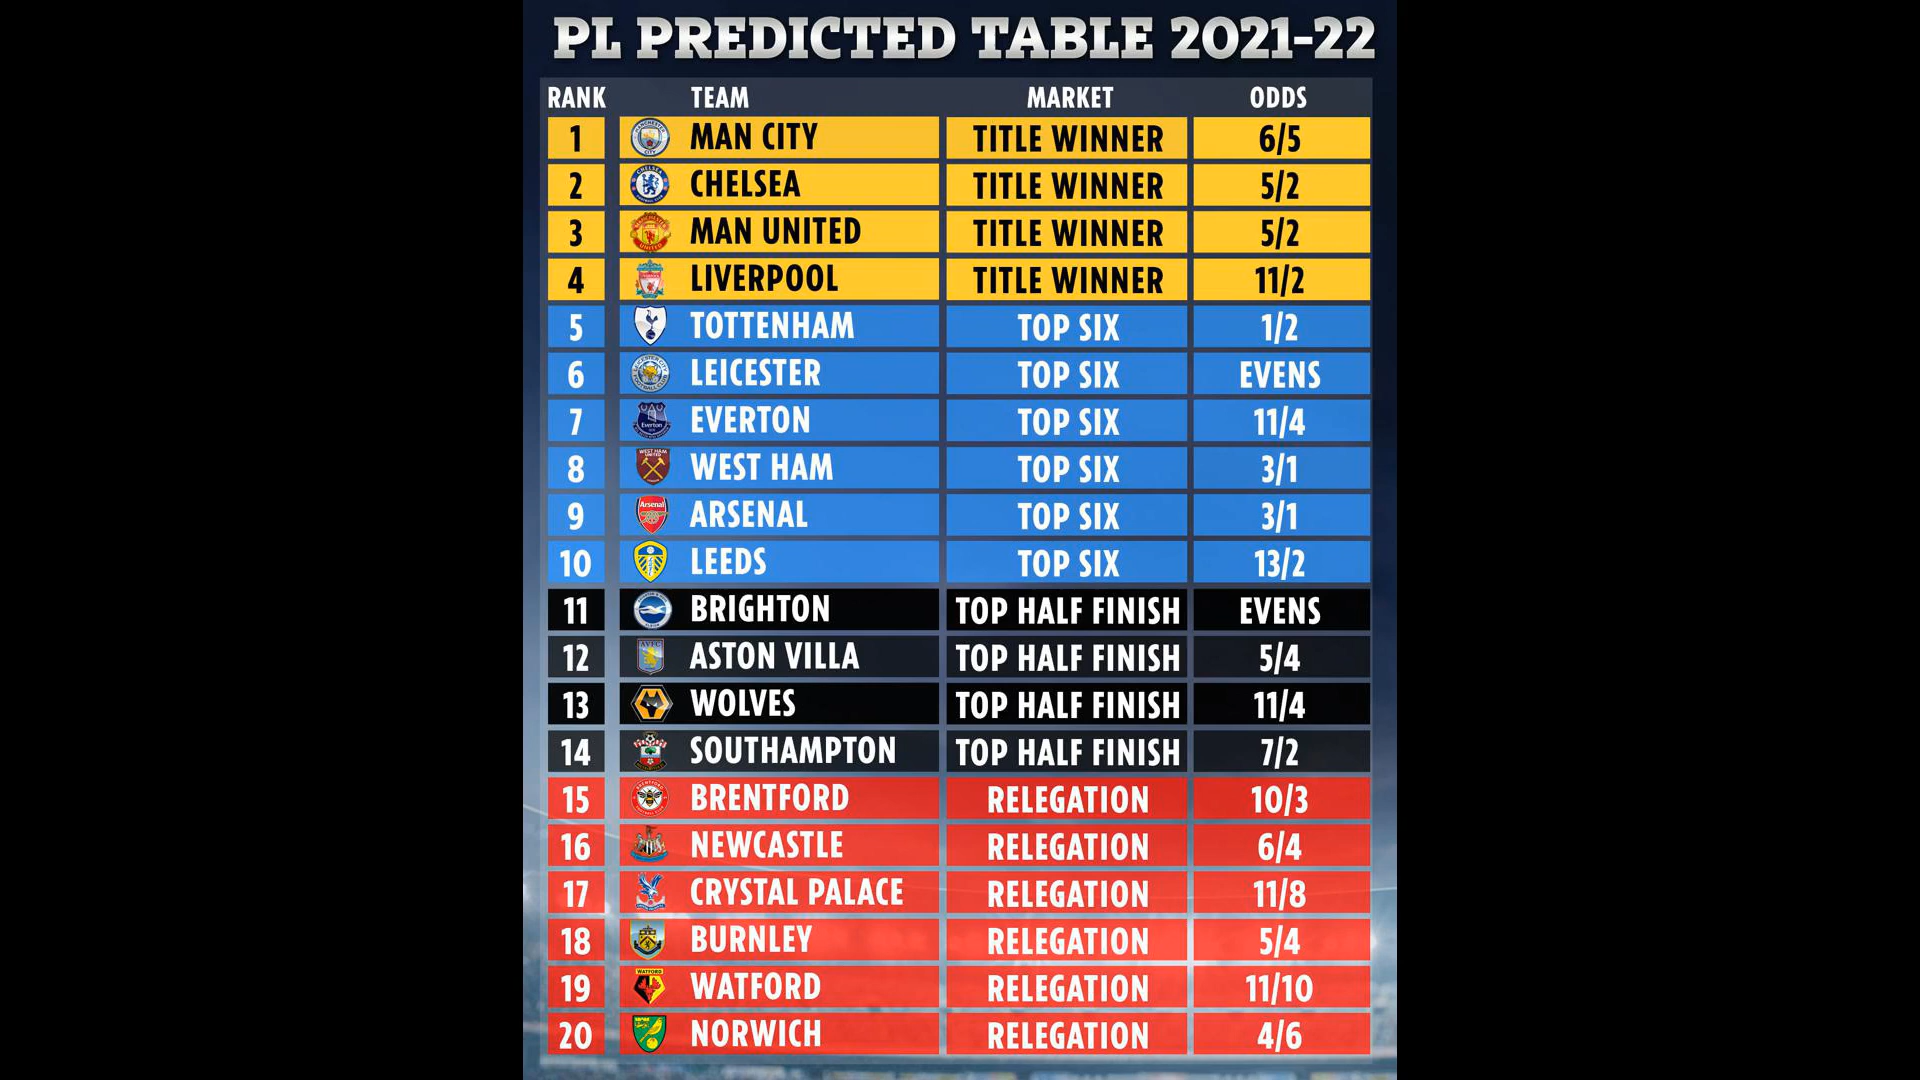 PL PREDICTED TABLE 2021-22
RANK TEAM MARKET ODDS
1 MAN CITY TITLE WINNER 6/5
2 CHELSEA TITLE WINNER 5/2
3 MAN UNITED TITLE WINNER 5/2
4 LIVERPOOL TITLE WINNER 11/2
5 TOTTENHAM TOP SIX 1/2
6 LEICESTER TOP SIX EVENS
7 EVERTON TOP SIX 11/4
8 WEST HAM TOP SIX 3/1
9 ARSENAL TOP SIX 3/1
10 LEEDS TOP SIX 13/2
11 BRIGHTON TOP HALF FINISH EVENS
12 ASTON VILLA TOP HALF FINISH 5/4
13 WOLVES TOP HALF FINISH 11/4
14 SOUTHAMPTON TOP HALF FINISH 7/2
15 BRENTFORD RELEGATION 10/3
16 NEWCASTLE RELEGATION 6/4
17 CRYSTAL PALACE RELEGATION 11/8
18 BURNLEY RELEGATION 5/4
19 WATFORD RELEGATION 11/10
20 NORWICH RELEGATION 4/6